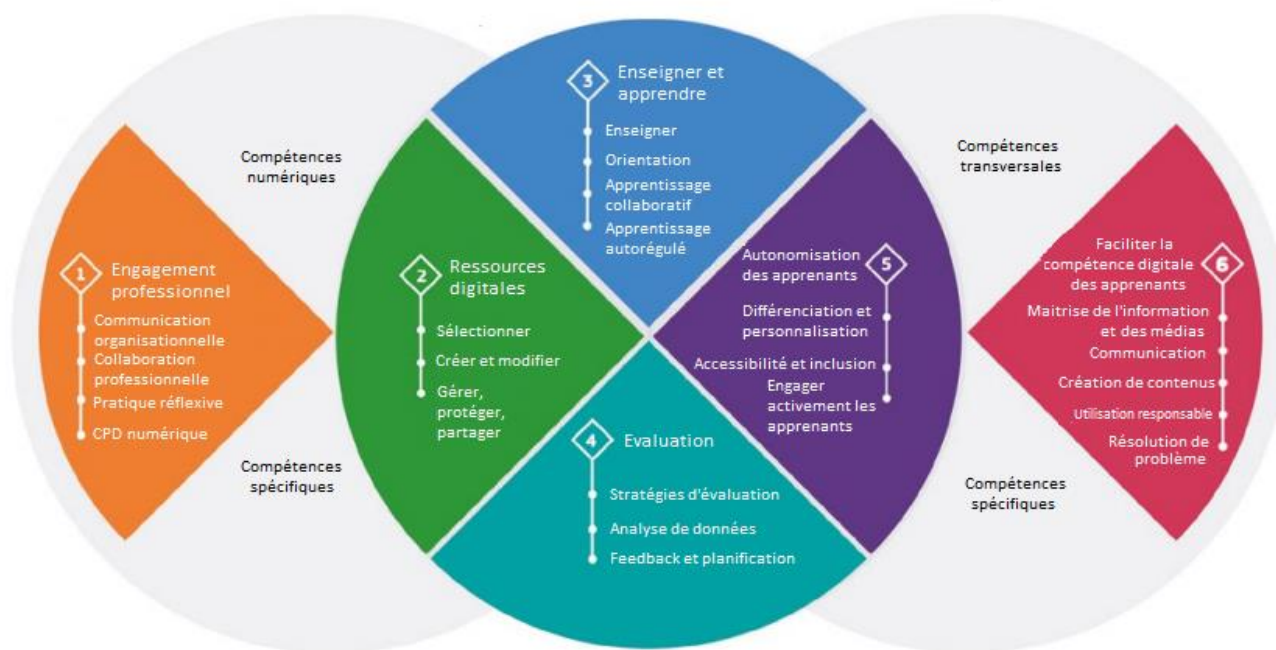 3
Enseigner et
apprendre
Enseigner
Orientation
Apprentissage
collaboratif
Apprentissage
autorégulé
Compétences
numériques
Compétences
transversales
1
Engagement
professionnel
Communication
organisationnelle
Collaboration
professionnelle
Pratique réflexive
CPD numérique
2
Ressources
digitales
Sélectionner
Créer et modifier
Gérer,
protéger,
partager
Autonomisation
des apprenants
5
Différenciation et
personnalisation
Accessibilité et inclusion
Engager
activement les
apprenants
Faciliter la
compétence digitale
des apprenants
6
Maitrise de l'information
et des médias
Communication
Création de contenus
Utilisation responsable
Résolution de
problème
4
Evaluation
Stratégies d'évaluation
Analyse de données
Feedback et planification
Compétences
spécifiques
Compétences
spécifiques